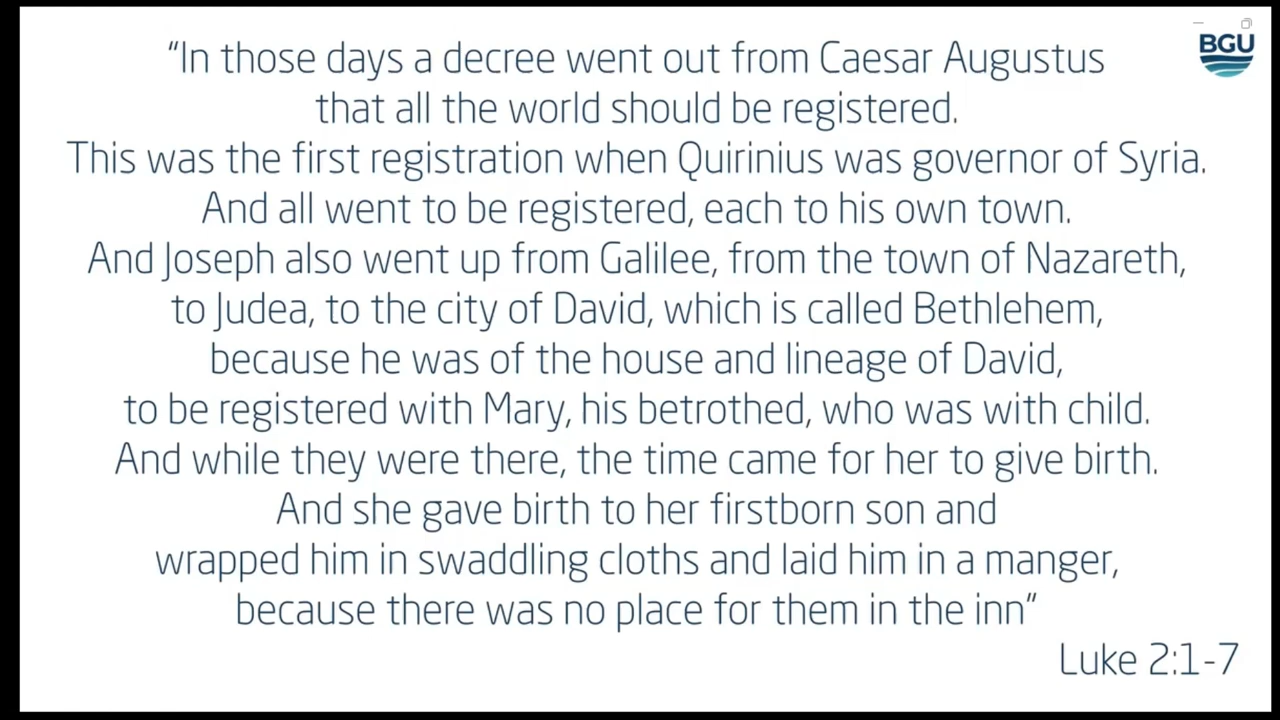 BGU
“In those days a decree went out from Caesar Augustus
that all the world should be registered.
This was the first registration when Quirinius was governor of Syria.
And all went to be registered, each to his own town.
And Joseph also went up from Galilee, from the town of Nazareth,
to Judea, to the city of David, which is called Bethlehem,
because he was of the house and lineage of David,
to be registered with Mary, his betrothed, who was with child.
And while they were there, the time came for her to give birth.
And she gave birth to her firstborn son and
wrapped him in swaddling cloths and laid him in a manger,
because there was no place for them in the inn”
Luke 2:1-7